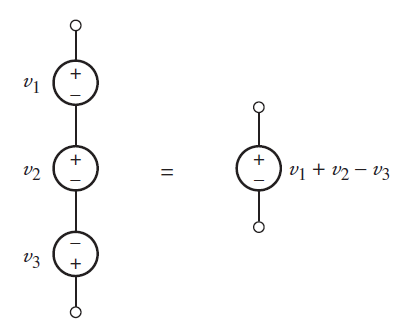 v1
+
−
v2
+
−
v3
−
+
=
+
−
v1 + v2 − v3